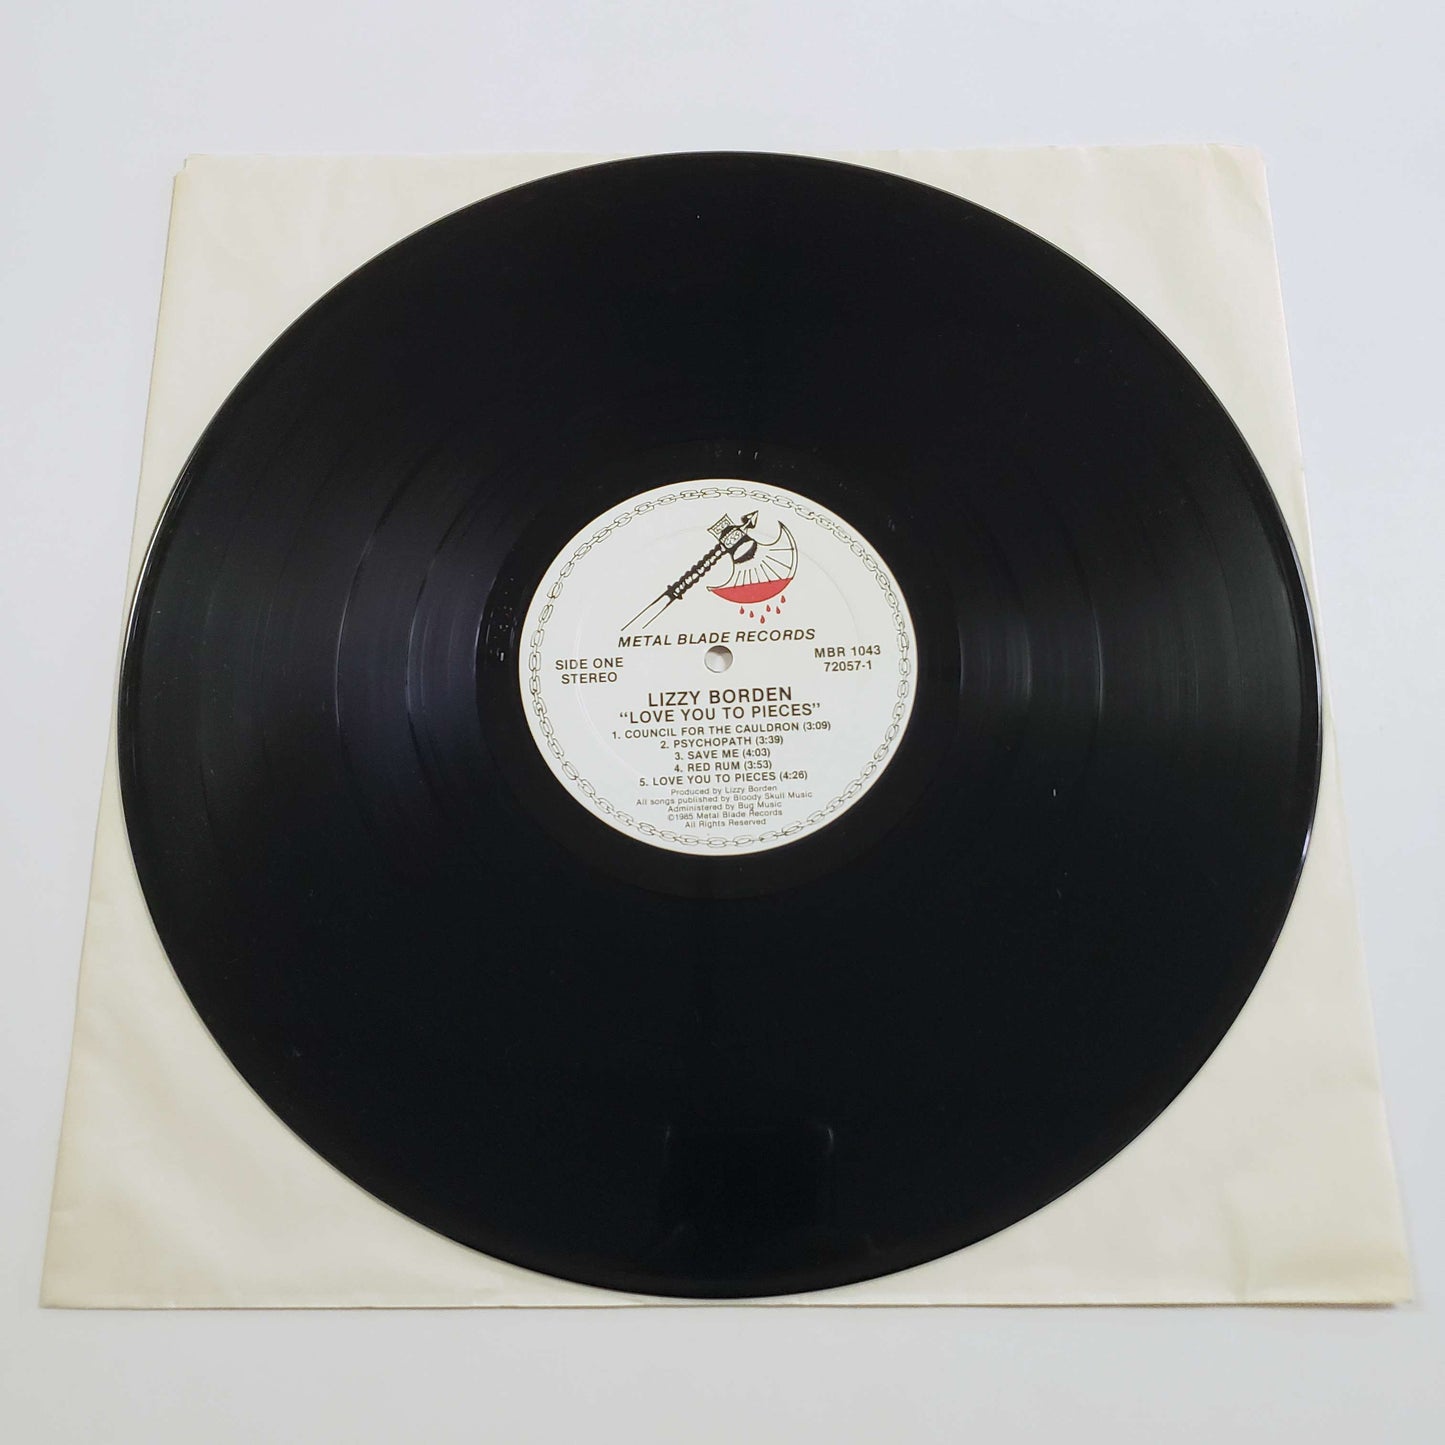 METAL BLADE RECORDS
SIDE ONE
STEREO
MBR 1043
72057-1
LIZZY BORDEN
“LOVE YOU TO PIECES”
1. COUNCIL FOR THE CAULDRON (3:09)
2. PSYCHOPATH (3:39)
3. SAVE ME (4:03)
4. RED RUM (3:53)
5. LOVE YOU TO PIECES (4:26)
Produced by Lizzy Borden
All songs published by Bloody Skull Music
Administered by Bug Music
©1985 Metal Blade Records
All Rights Reserved